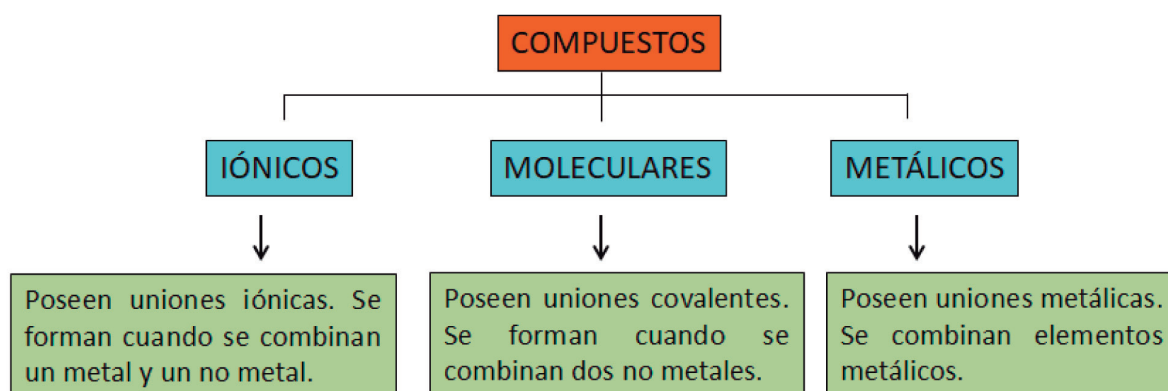 COMPUESTOS
IÓNICOS
MOLECULARES
METÁLICOS
Poseen uniones iónicas. Se
forman cuando se combinan
un metal y un no metal.
Poseen uniones covalentes.
Se forman cuando se
combinan dos no metales.
Poseen uniones metálicas.
Se combinan elementos
metálicos.